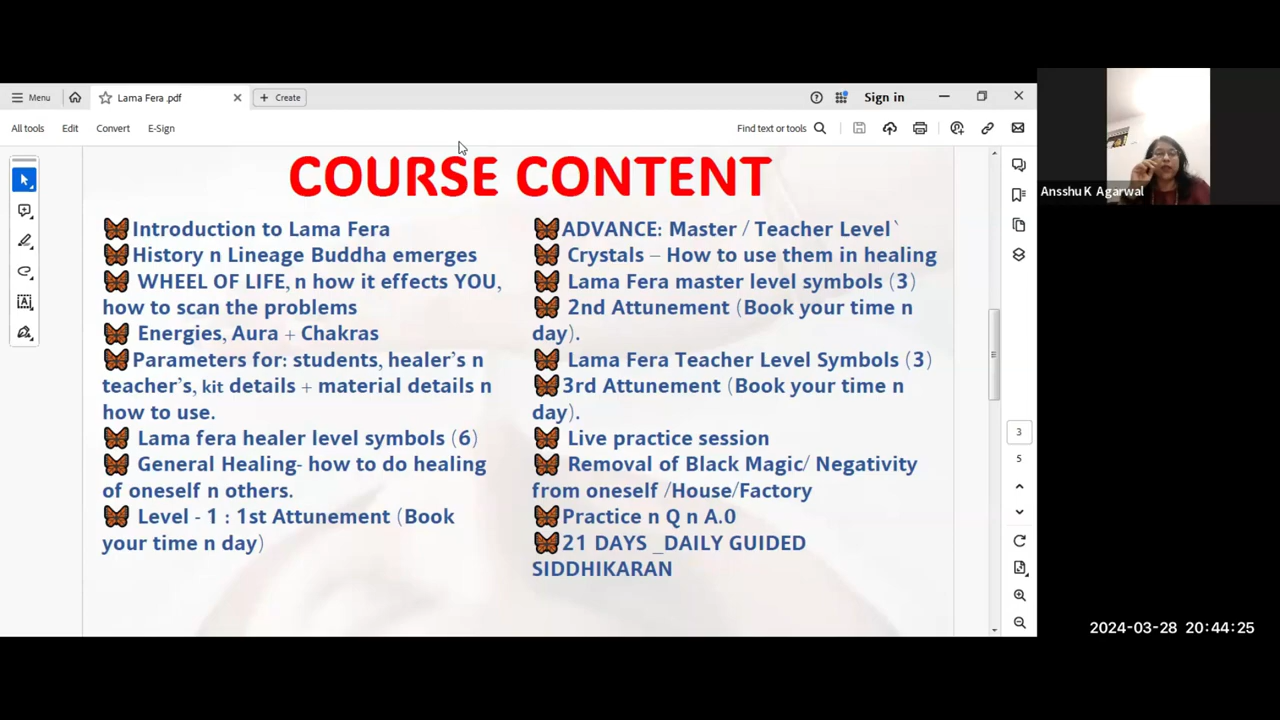 Menu
Lama Fera .pdf
Create
Sign in
All tools
Edit
Convert
E-Sign
Find text or tools
COURSE CONTENT
Introduction to Lama Fera
History n Lineage Buddha emerges
WHEEL OF LIFE, n how it effects YOU,
how to scan the problems
Energies, Aura + Chakras
Parameters for: students, healer's n
teacher's, kit details + material details n
how to use.
Lama fera healer level symbols (6)
General Healing- how to do healing
of oneself n others.
Level - 1 : 1st Attunement (Book
your time n day)
ADVANCE: Master / Teacher Level`
Crystals – How to use them in healing
Lama Fera master level symbols (3)
2nd Attunement (Book your time n
day).
Lama Fera Teacher Level Symbols (3)
3rd Attunement (Book your time n
day).
Live practice session
Removal of Black Magic/ Negativity
from oneself /House/Factory
Practice n Q n A.0
21 DAYS _DAILY GUIDED
SIDDHIKARAN
3
5
Ansshu K Agarwal
2024-03-28 20:44:25